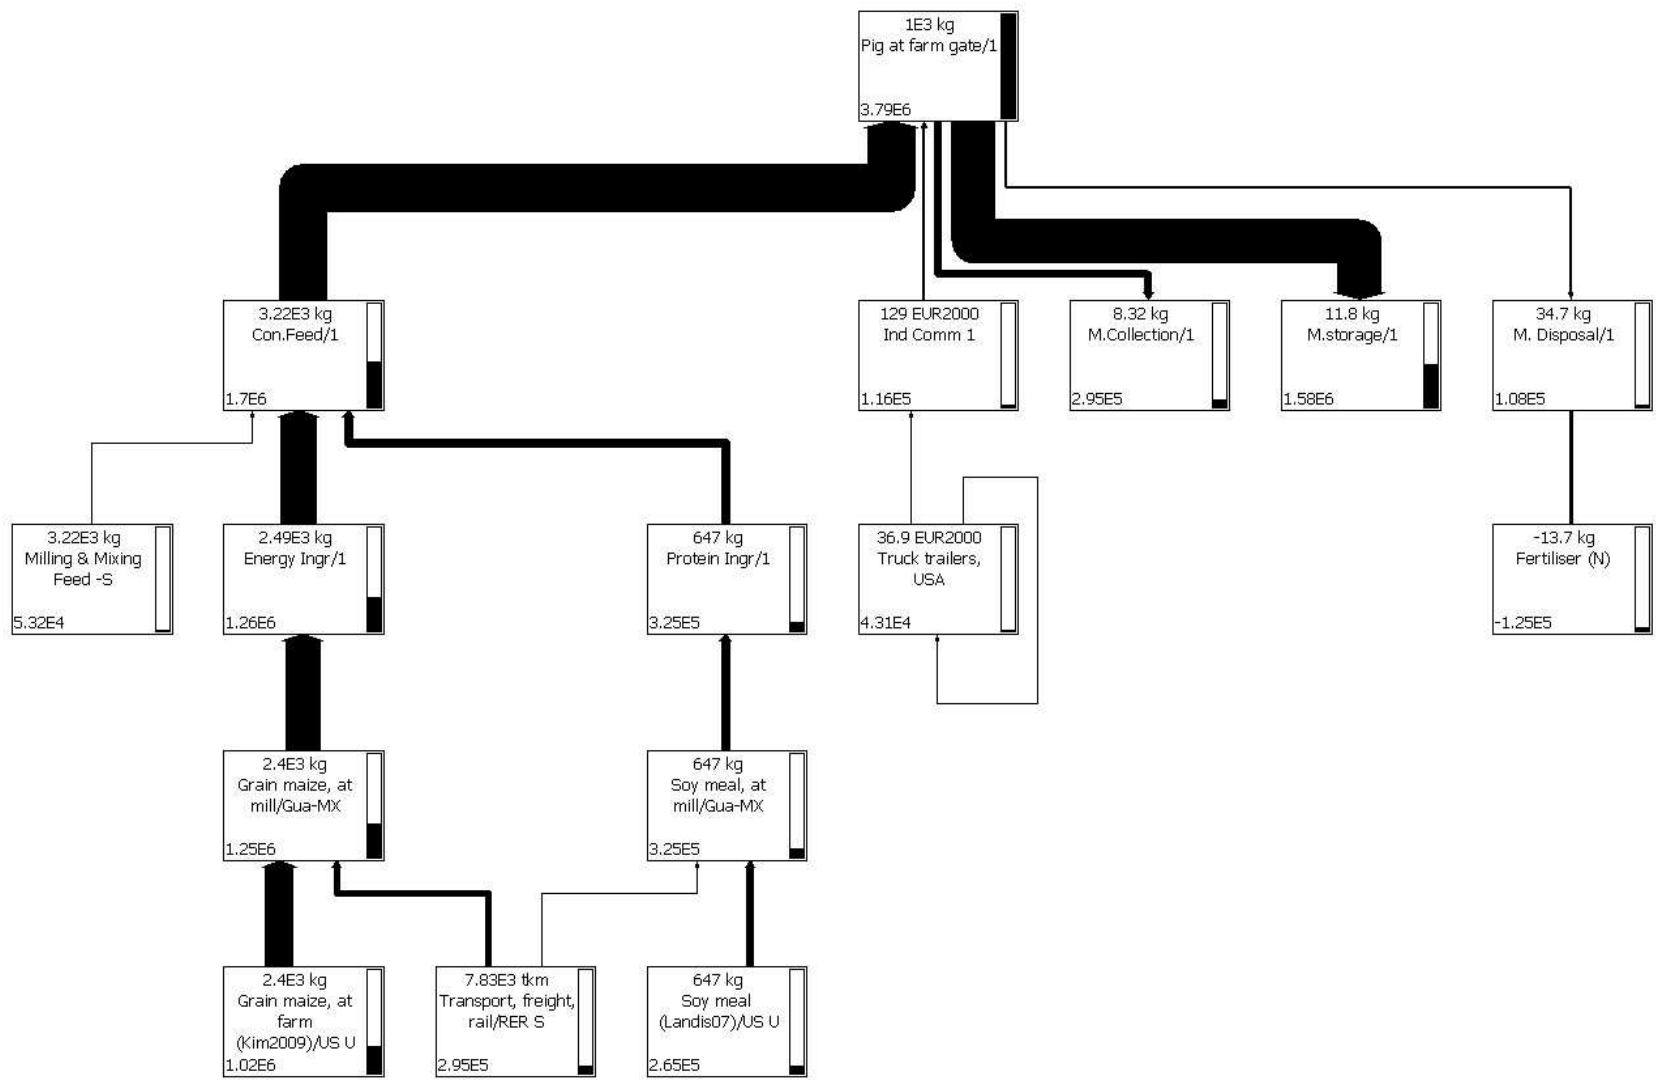 1E3 kg
Pig at farm gate/1
3.79E6
3.22E3 kg
Con.Feed/1
1.7E6
129 EUR2000
Ind Comm 1
1.16E5
8.32 kg
M.Collection/1
2.95E5
11.8 kg
M.storage/1
1.58E6
34.7 kg
M. Disposal/1
1.08E5
3.22E3 kg
Milling & Mixing
Feed -S
5.32E4
2.49E3 kg
Energy Ingr/1
1.26E6
647 kg
Protein Ingr/1
3.25E5
36.9 EUR2000
Truck trailers,
USA
4.31E4
-13.7 kg
Fertiliser (N)
-1.25E5
2.4E3 kg
Grain maize, at
mill/Gua-MX
1.25E6
647 kg
Soy meal, at
mill/Gua-MX
3.25E5
2.4E3 kg
Grain maize, at
farm
(Kim2009)/US U
1.02E6
7.83E3 tkm
Transport, freight,
rail/RER S
2.95E5
647 kg
Soy meal
(Landis07)/US U
2.65E5